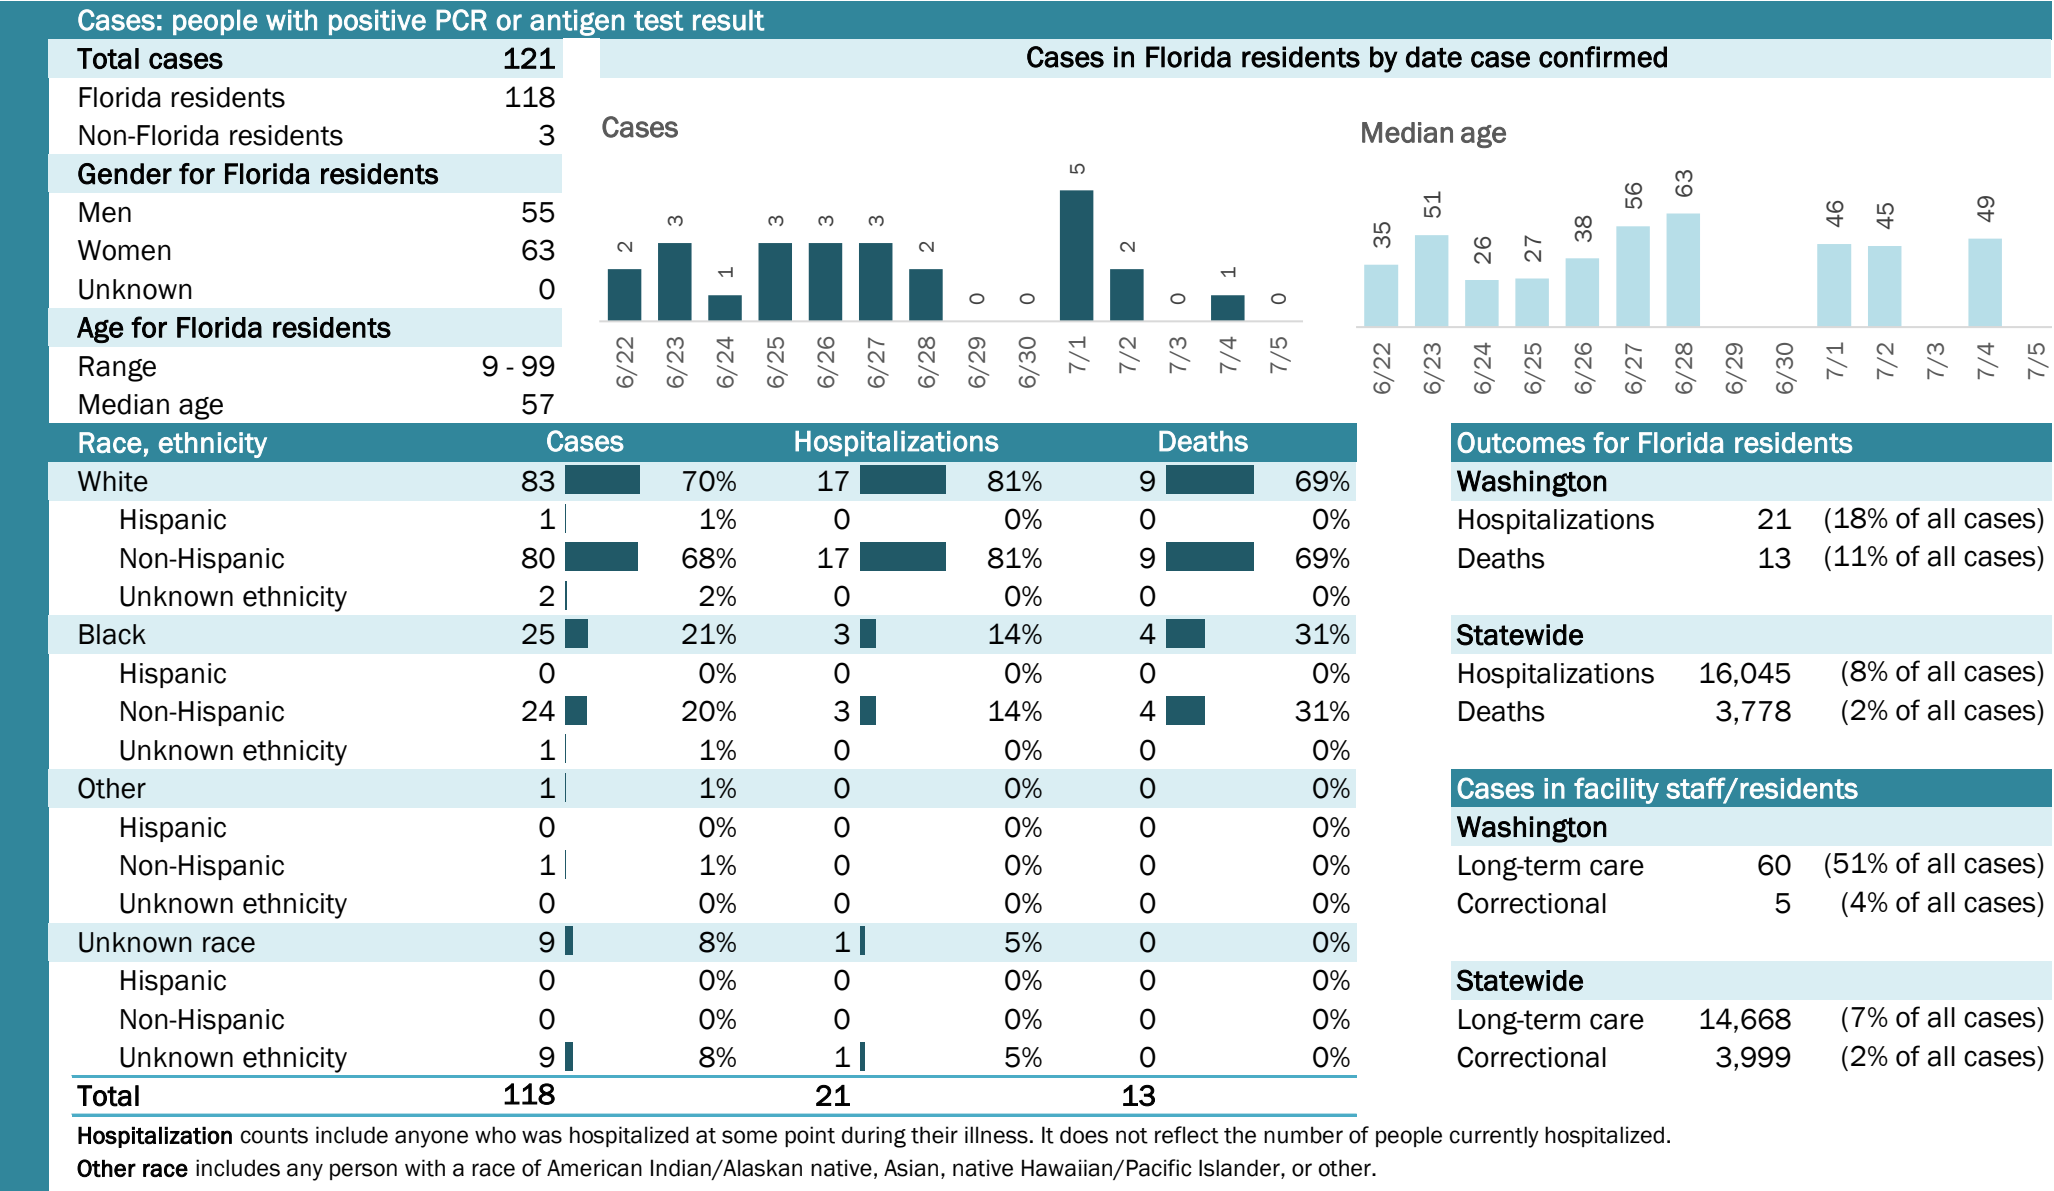 Cases: people with positive PCR or antigen test result
Total cases 121
Florida residents 118
Non-Florida residents 3
Gender for Florida residents
Men 55
Women 63
Unknown 0
Age for Florida residents
Range 9 - 99
Median age 57
Cases in Florida residents by date case confirmed
Cases
2 3 1 3 3 3 2 0 0 5 2 0 1 0
6/22 6/23 6/24 6/25 6/26 6/27 6/28 6/29 6/30 7/1 7/2 7/3 7/4 7/5
Median age
35 51 26 27 38 56 63 46 45 49
6/22 6/23 6/24 6/25 6/26 6/27 6/28 6/29 6/30 7/1 7/2 7/3 7/4 7/5
Race, ethnicity Cases Hospitalizations Deaths
White 83 70% 17 81% 9 69%
Hispanic 1 1% 0 0% 0 0%
Non-Hispanic 80 68% 17 81% 9 69%
Unknown ethnicity 2 2% 0 0% 0 0%
Black 25 21% 3 14% 4 31%
Hispanic 0 0% 0 0% 0 0%
Non-Hispanic 24 20% 3 14% 4 31%
Unknown ethnicity 1 1% 0 0% 0 0%
Other 1 1% 0 0% 0 0%
Hispanic 0 0% 0 0% 0 0%
Non-Hispanic 1 1% 0 0% 0 0%
Unknown ethnicity 0 0% 0 0% 0 0%
Unknown race 9 8% 1 5% 0 0%
Hispanic 0 0% 0 0% 0 0%
Non-Hispanic 0 0% 0 0% 0 0%
Unknown ethnicity 9 8% 1 5% 0 0%
Total 118 21 13
Outcomes for Florida residents
Washington
Hospitalizations 21 (18% of all cases)
Deaths 13 (11% of all cases)
Statewide
Hospitalizations 16,045 (8% of all cases)
Deaths 3,778 (2% of all cases)
Cases in facility staff/residents
Washington
Long-term care 60 (51% of all cases)
Correctional 5 (4% of all cases)
Statewide
Long-term care 14,668 (7% of all cases)
Correctional 3,999 (2% of all cases)
Hospitalization counts include anyone who was hospitalized at some point during their illness. It does not reflect the number of people currently hospitalized.
Other race includes any person with a race of American Indian/Alaskan native, Asian, native Hawaiian/Pacific Islander, or other.